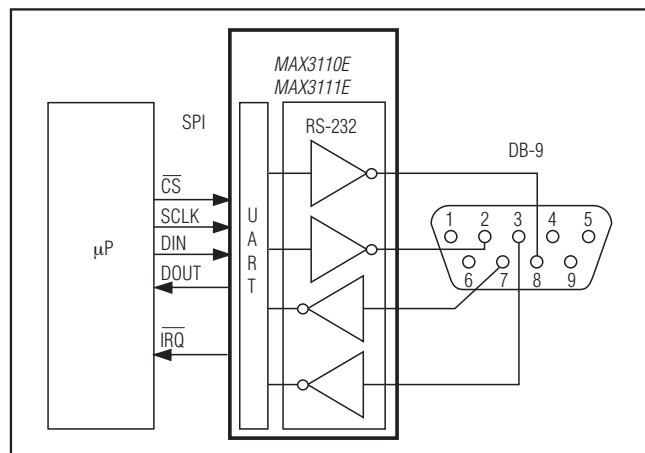 MAX3110E
MAX3111E
SPI
RS-232
DB-9
μP
CS
SCLK
DIN
DOUT
IRQ
UART
1 2 3 4 5
6 7 8 9